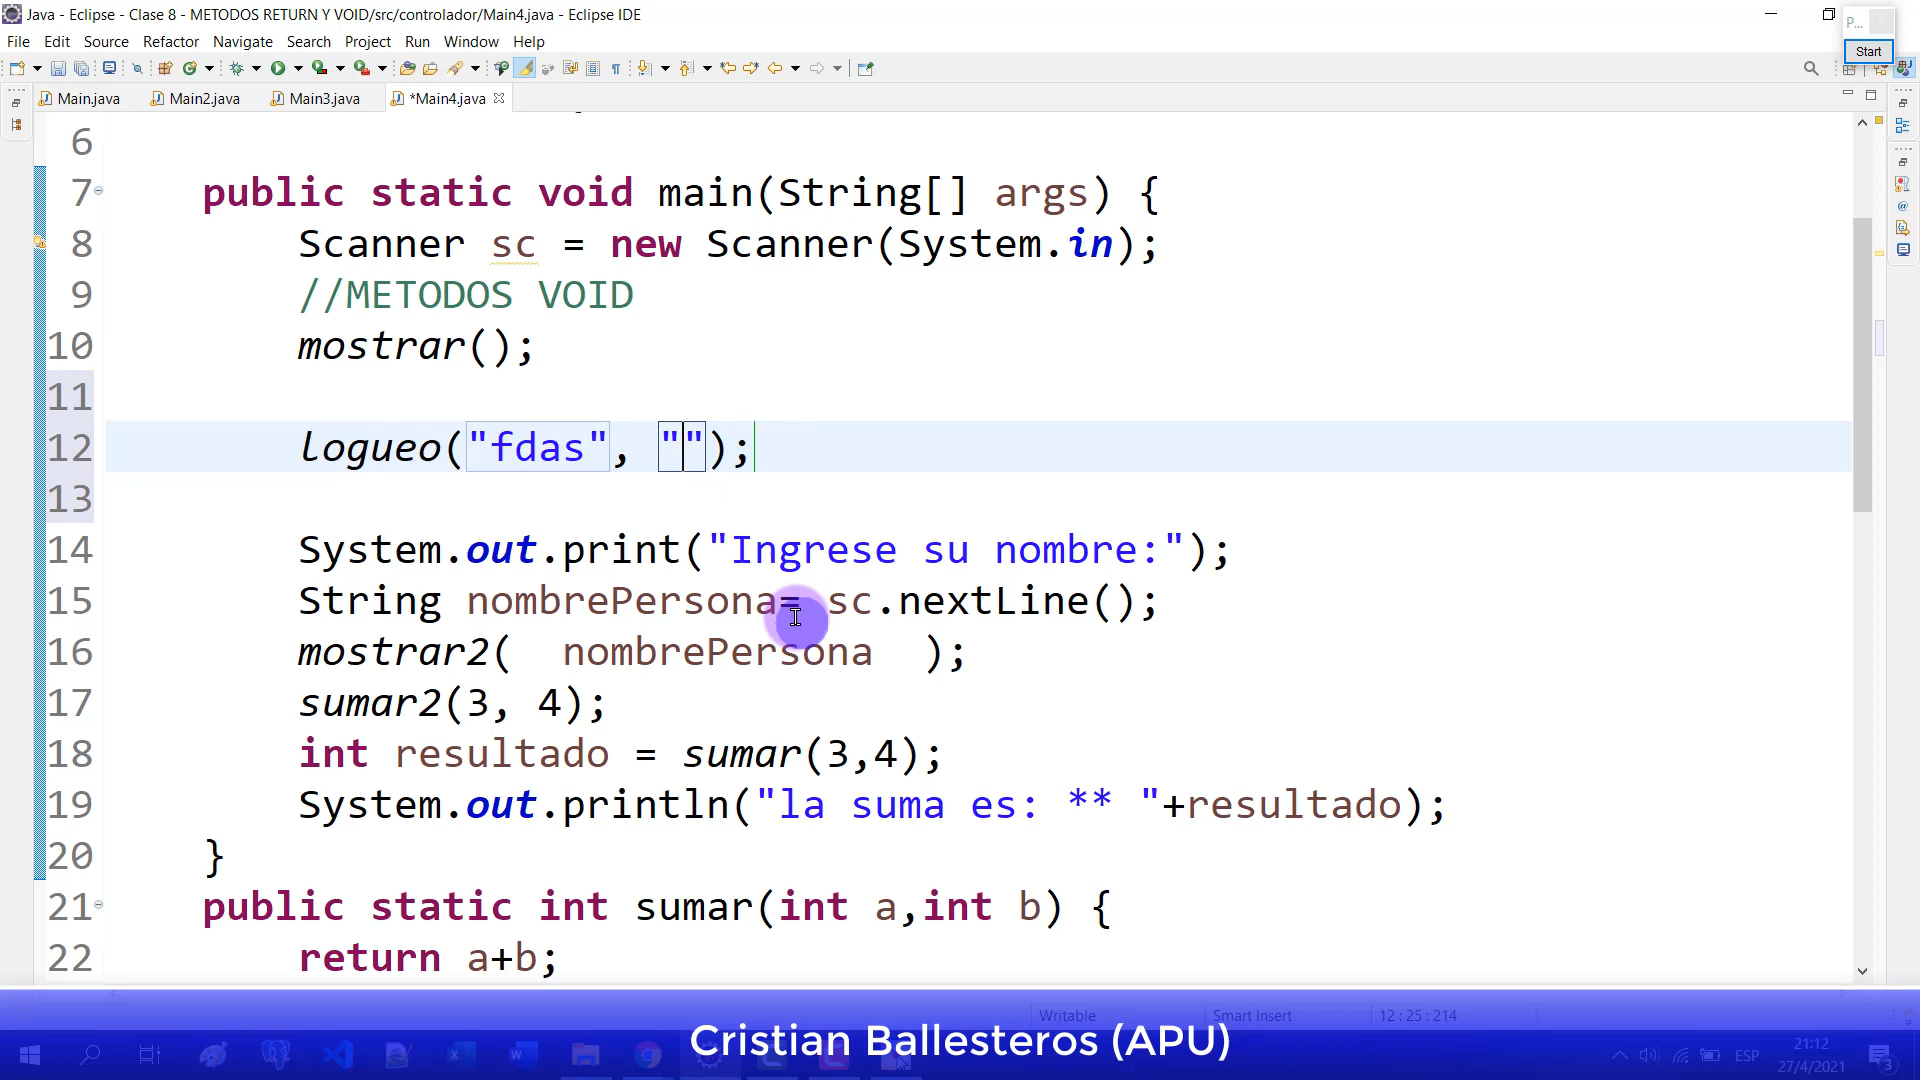 Java - Eclipse - Clase 8 - METODOS RETURN Y VOID/src/controlador/Main4.java - Eclipse IDE
P...
File Edit Source Refactor Navigate Search Project Run Window Help
Start
Main.java Main2.java Main3.java *Main4.java
6
7 public static void main(String[] args) {
8 Scanner sc = new Scanner(System.in);
9 //METODOS VOID
10 mostrar();
11
12 logueo("fdas", "");
13
14 System.out.print("Ingrese su nombre:");
15 String nombrePersona= sc.nextLine();
16 mostrar2(  nombrePersona  );
17 sumar2(3, 4);
18 int resultado = sumar(3,4);
19 System.out.println("la suma es: ** "+resultado);
20 }
21 public static int sumar(int a,int b) {
22 return a+b;
Writable Smart Insert 12 : 25 : 214
Cristian Ballesteros (APU)
ESP
21:12
27/4/2021
3